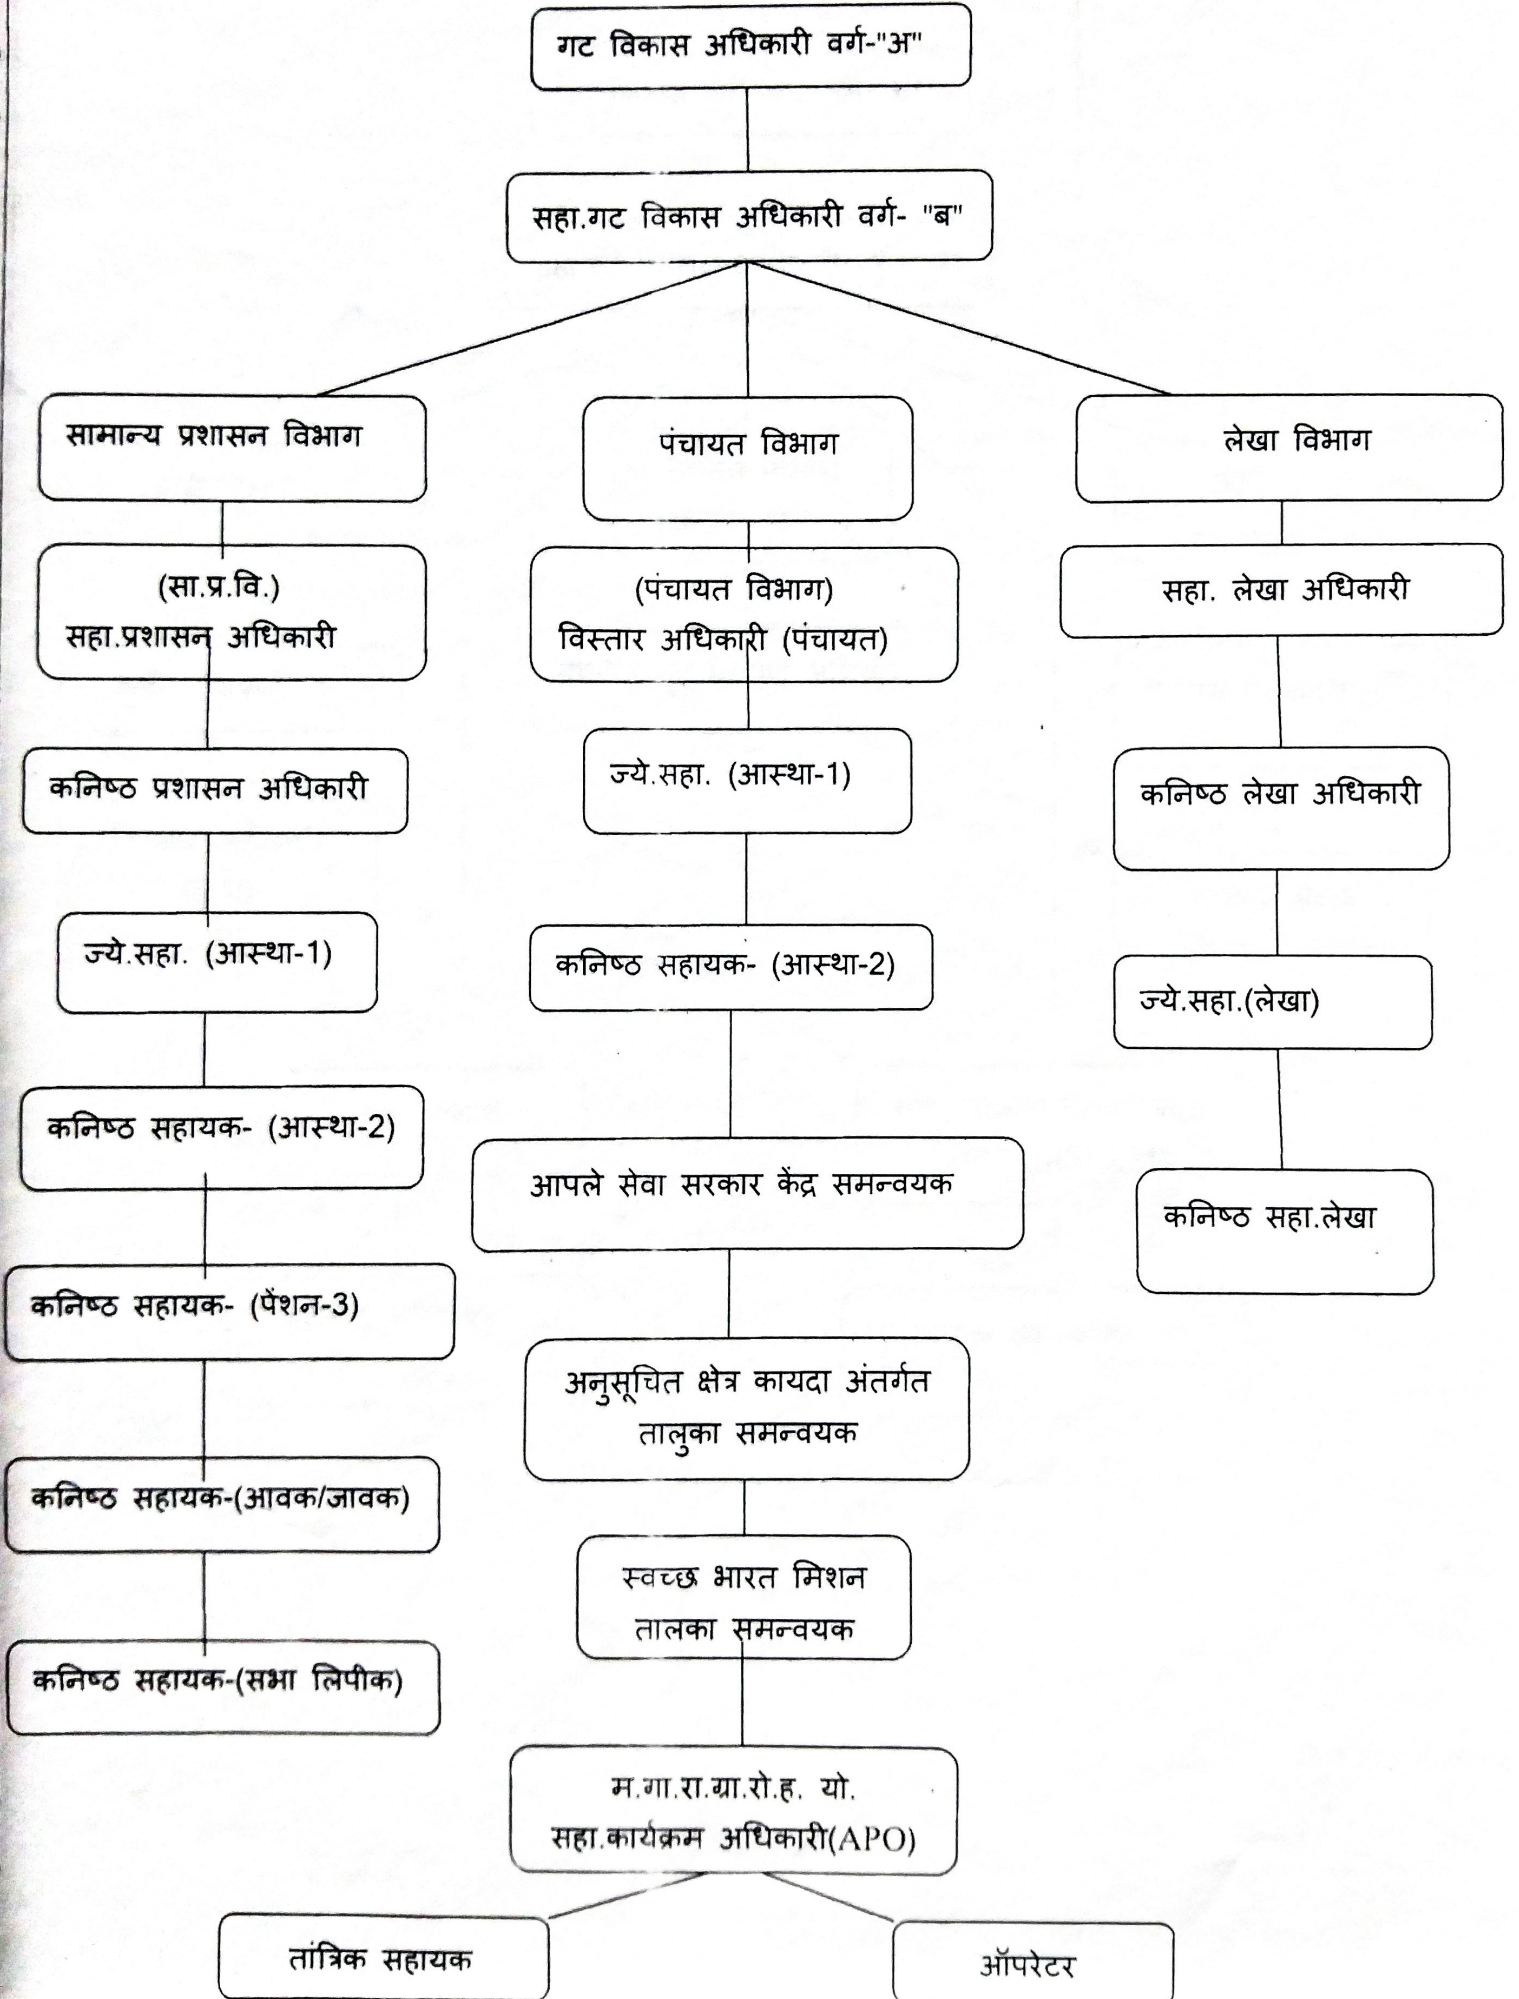 गट विकास अधिकारी वर्ग-"अ"
सहा.गट विकास अधिकारी वर्ग- "ब"
सामान्य प्रशासन विभाग
(सा.प्र.वि.)
सहा.प्रशासन अधिकारी
कनिष्ठ प्रशासन अधिकारी
ज्ये.सहा. (आस्था-1)
कनिष्ठ सहायक- (आस्था-2)
कनिष्ठ सहायक- (पेंशन-3)
कनिष्ठ सहायक-(आवक/जावक)
कनिष्ठ सहायक-(सभा लिपीक)
पंचायत विभाग
(पंचायत विभाग)
विस्तार अधिकारी (पंचायत)
ज्ये.सहा. (आस्था-1)
कनिष्ठ सहायक- (आस्था-2)
आपले सेवा सरकार केंद्र समन्वयक
अनुसूचित क्षेत्र कायदा अंतर्गत
तालुका समन्वयक
स्वच्छ भारत मिशन
तालका समन्वयक
म.गा.रा.ग्रा.रो.ह. यो.
सहा.कार्यक्रम अधिकारी(APO)
तांत्रिक सहायक
ऑपरेटर
लेखा विभाग
सहा. लेखा अधिकारी
कनिष्ठ लेखा अधिकारी
ज्ये.सहा.(लेखा)
कनिष्ठ सहा.लेखा